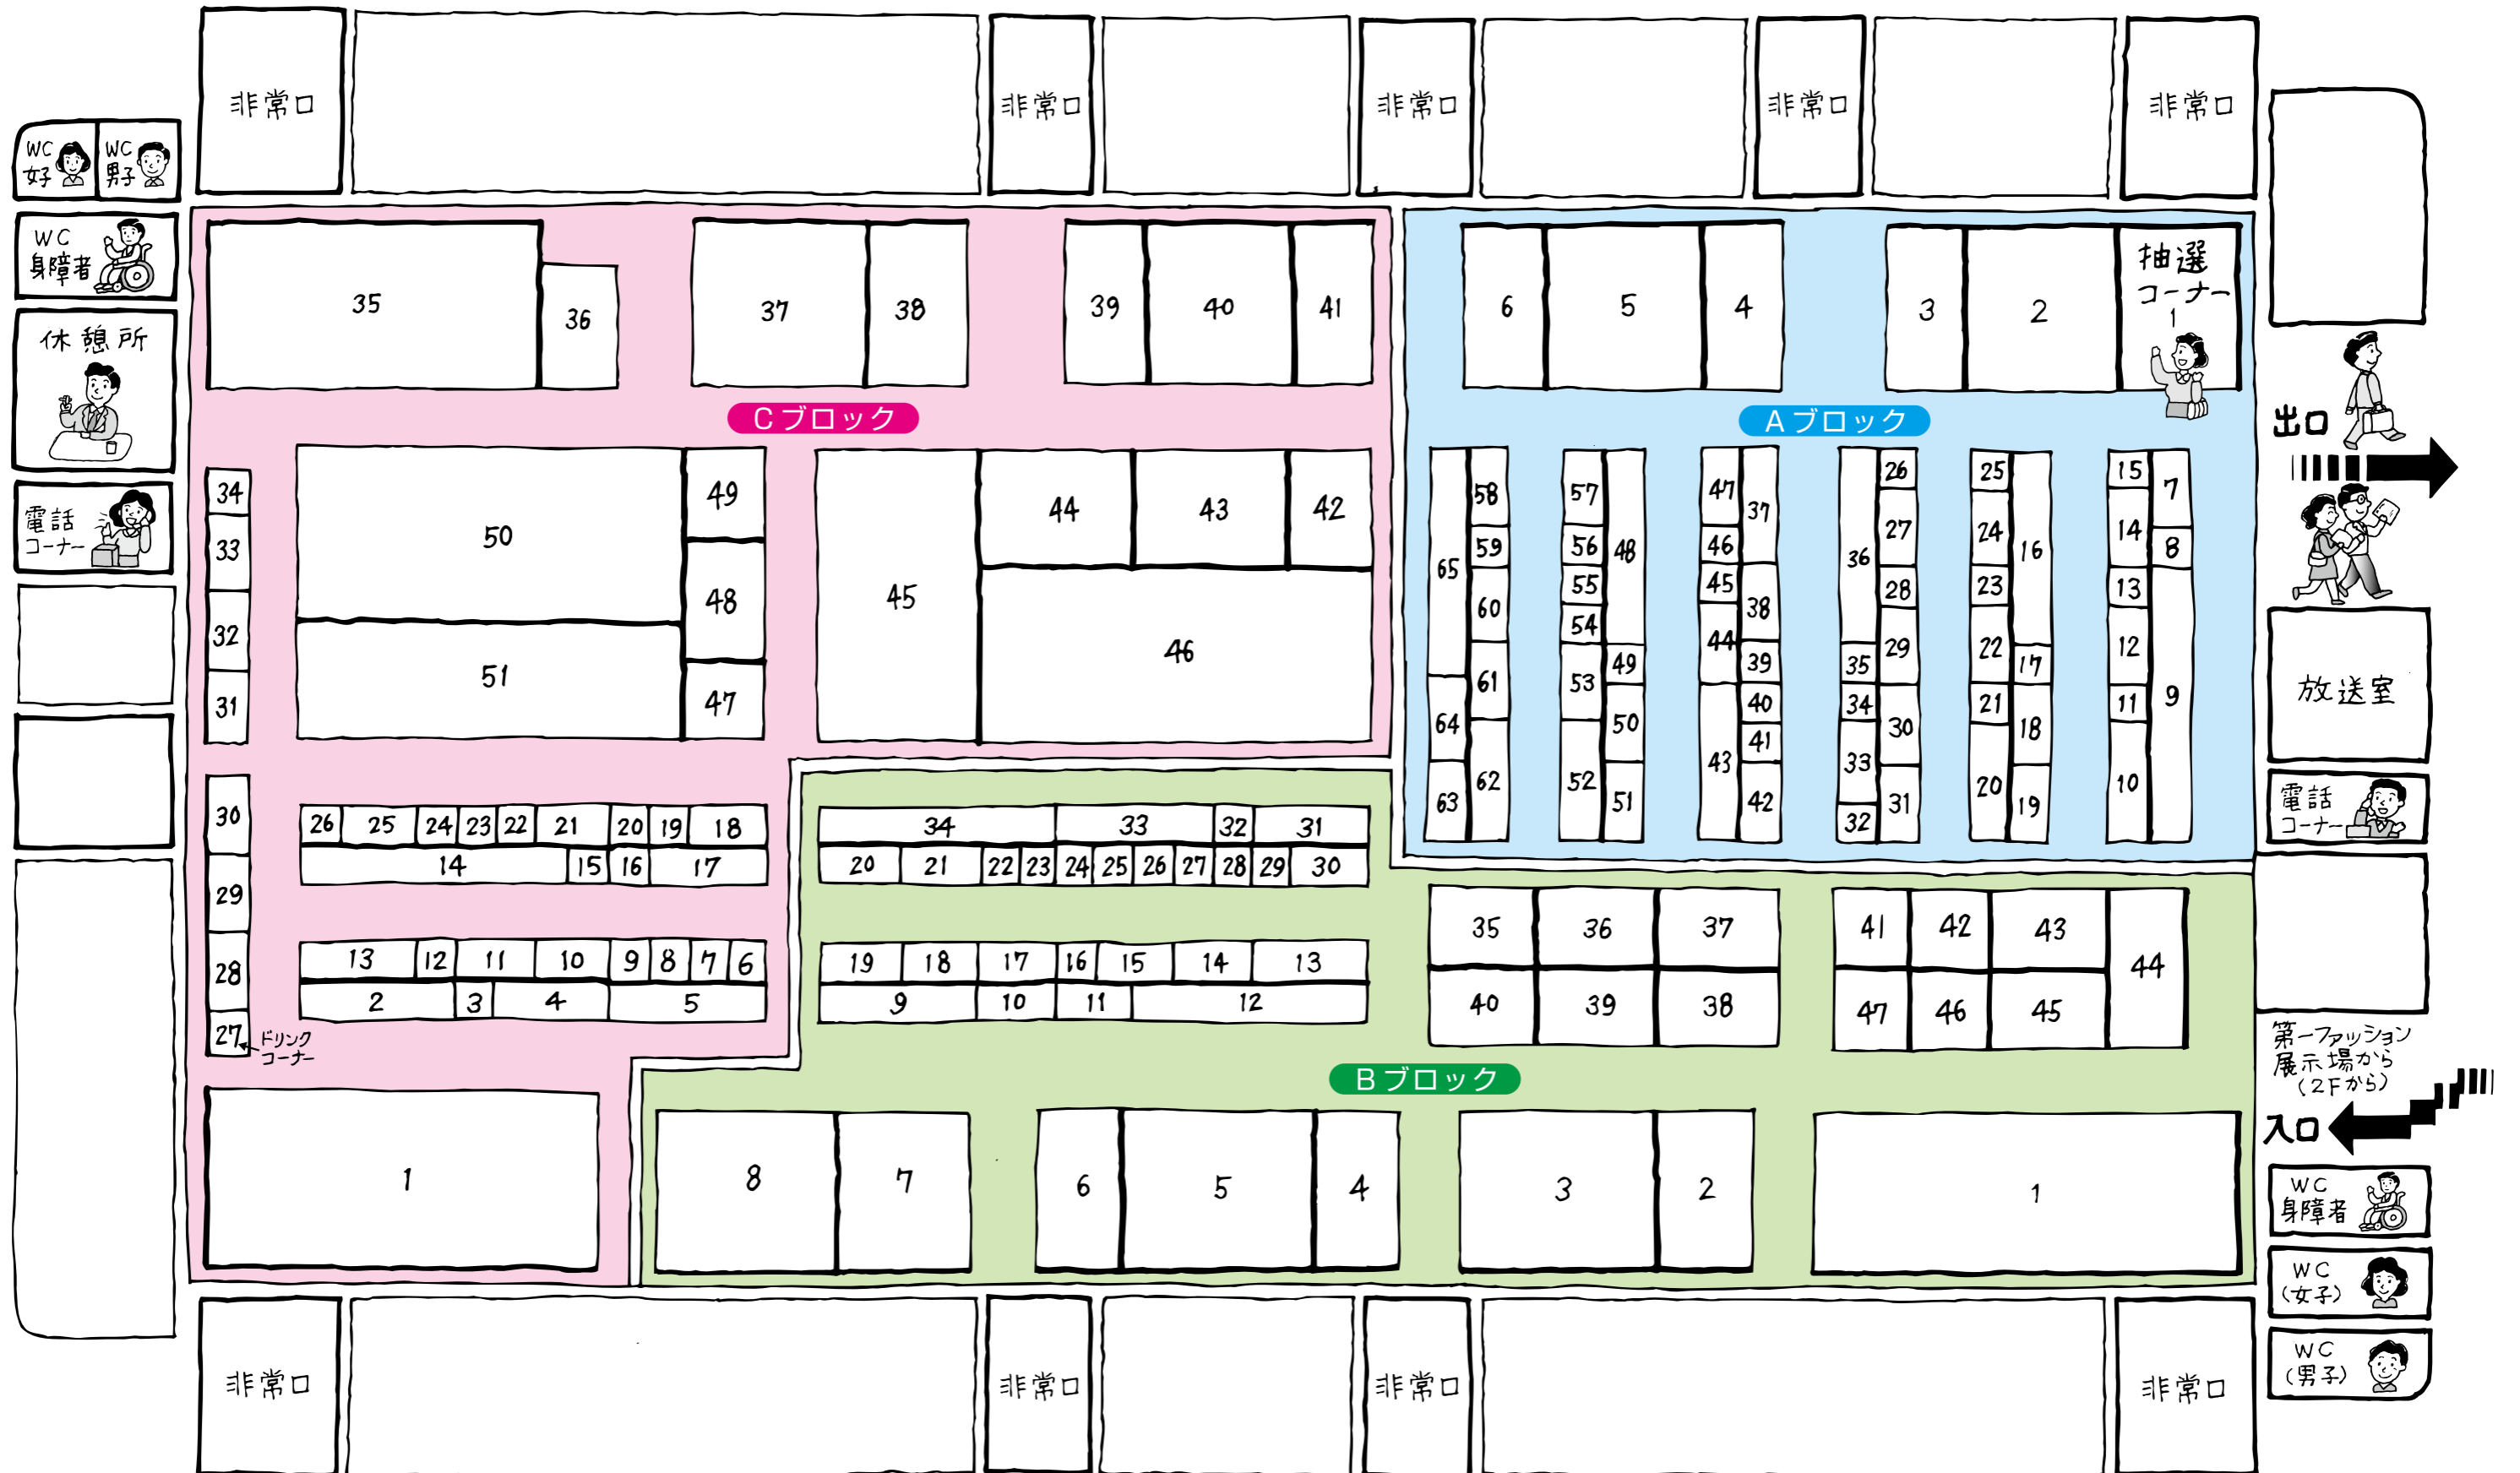 非常口
非常口
非常口
非常口
非常口
WC
女子
WC
男子
WC
身障者
休憩所
電話
コーナー
35
36
37
38
39
40
41
Cブロック
34
33
32
31
50
49
48
51
47
45
44
43
42
46
30
29
28
27
ドリンク
コーナー
26 25 24 23 22 21 20 19 18
14 15 16 17
13 12 11 10 9 8 7 6
2 3 4 5
1
6
5
4
3
2
抽選
コーナー
1
Aブロック
65
64
63
58
59
60
61
62
57
56
55
54
53
52
48
49
50
51
47
46
45
44
43
37
38
39
40
41
42
36
35
34
33
32
26
27
28
29
30
31
25
24
23
22
21
20
16
17
18
19
15
14
13
12
11
10
7
8
9
出口
放送室
電話
コーナー
34 33 32 31
20 21 22 23 24 25 26 27 28 29 30
19 18 17 16 15 14 13
9 10 11 12
35 36 37
40 39 38
41 42 43
44
47 46 45
Bブロック
8 7 6 5 4 3 2 1
第一ファッション
展示場から
(2Fから)
入口
WC
身障者
WC
(女子)
WC
(男子)
非常口
非常口
非常口
非常口